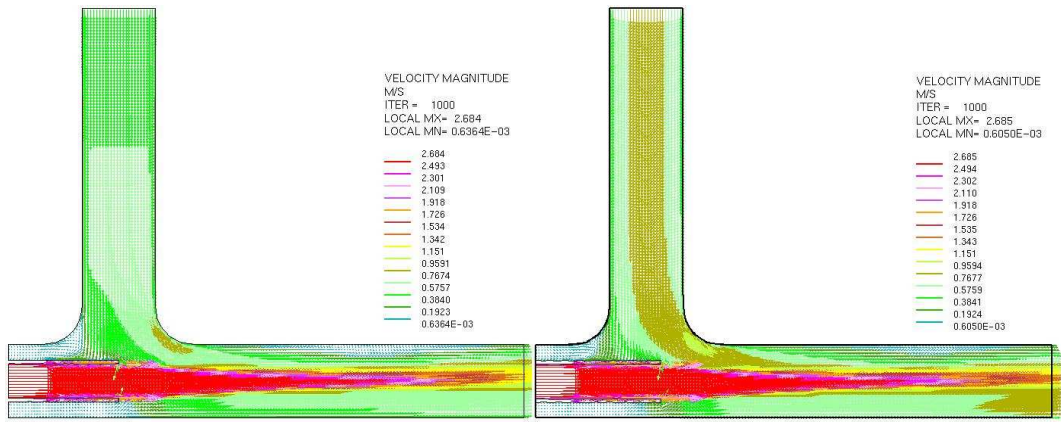 VELOCITY MAGNITUDE
M/S
ITER = 1000
LOCAL MX= 2.684
LOCAL MN= 0.6364E-03
2.684
2.493
2.301
2.109
1.918
1.726
1.534
1.342
1.151
0.9591
0.7674
0.5757
0.3840
0.1923
0.6364E-03
VELOCITY MAGNITUDE
M/S
ITER = 1000
LOCAL MX= 2.685
LOCAL MN= 0.6050E-03
2.685
2.494
2.302
2.110
1.918
1.726
1.535
1.343
1.151
0.9594
0.7677
0.5759
0.3841
0.1924
0.6050E-03